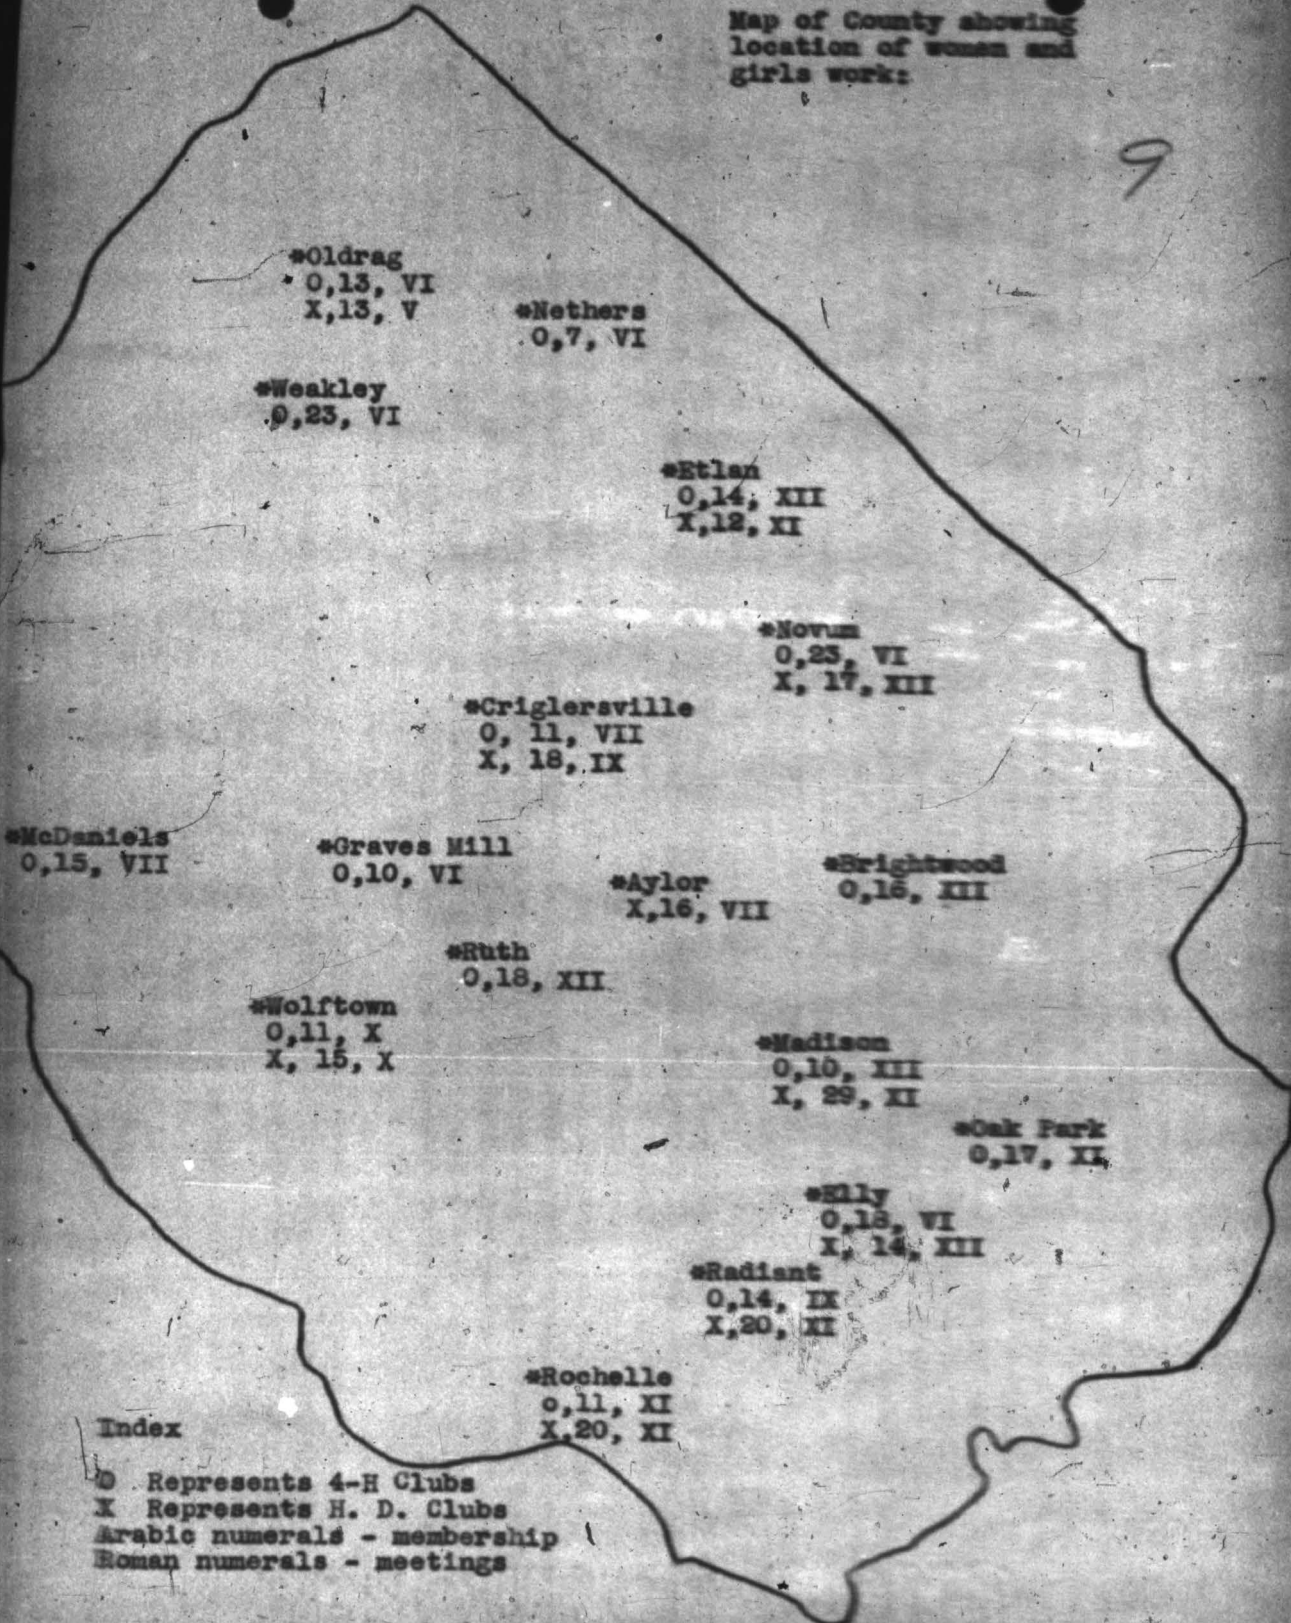 Map of County showing
location of women and
girls work:
9
*Oldrag
O,13, VI
X,13, V
*Nethers
O,7, VI
*Weakley
O,23, VI
*Etlan
O,14, XII
X,12, XI
*Novum
O,23, VI
X, 17, XII
*Criglersville
O, 11, VII
X, 18, IX
*McDaniels
O,15, VII
*Graves Mill
O,10, VI
*Aylor
X,16, VII
*Brightwood
O,16, XII
*Ruth
O,18, XII
*Wolftown
O,11, X
X, 15, X
*Madison
O,10, XII
X, 29, XI
*Oak Park
O,17, XI
*Elly
O,18, VI
X, 14, XII
*Radiant
O,14, IX
X,20, XI
*Rochelle
o,11, XI
X,20, XI
Index
O Represents 4-H Clubs
X Represents H. D. Clubs
Arabic numerals - membership
Roman numerals - meetings